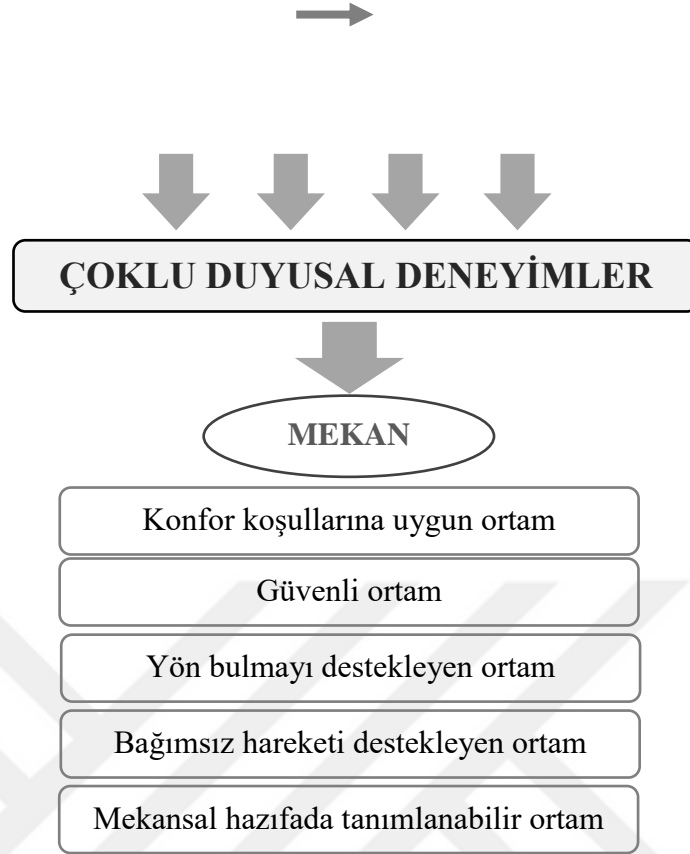 ÇOKLU DUYUSAL DENEYİMLER
MEKAN
Konfor koşullarına uygun ortam
Güvenli ortam
Yön bulmayı destekleyen ortam
Bağımsız hareketi destekleyen ortam
Mekansal hazıfada tanımlanabilir ortam